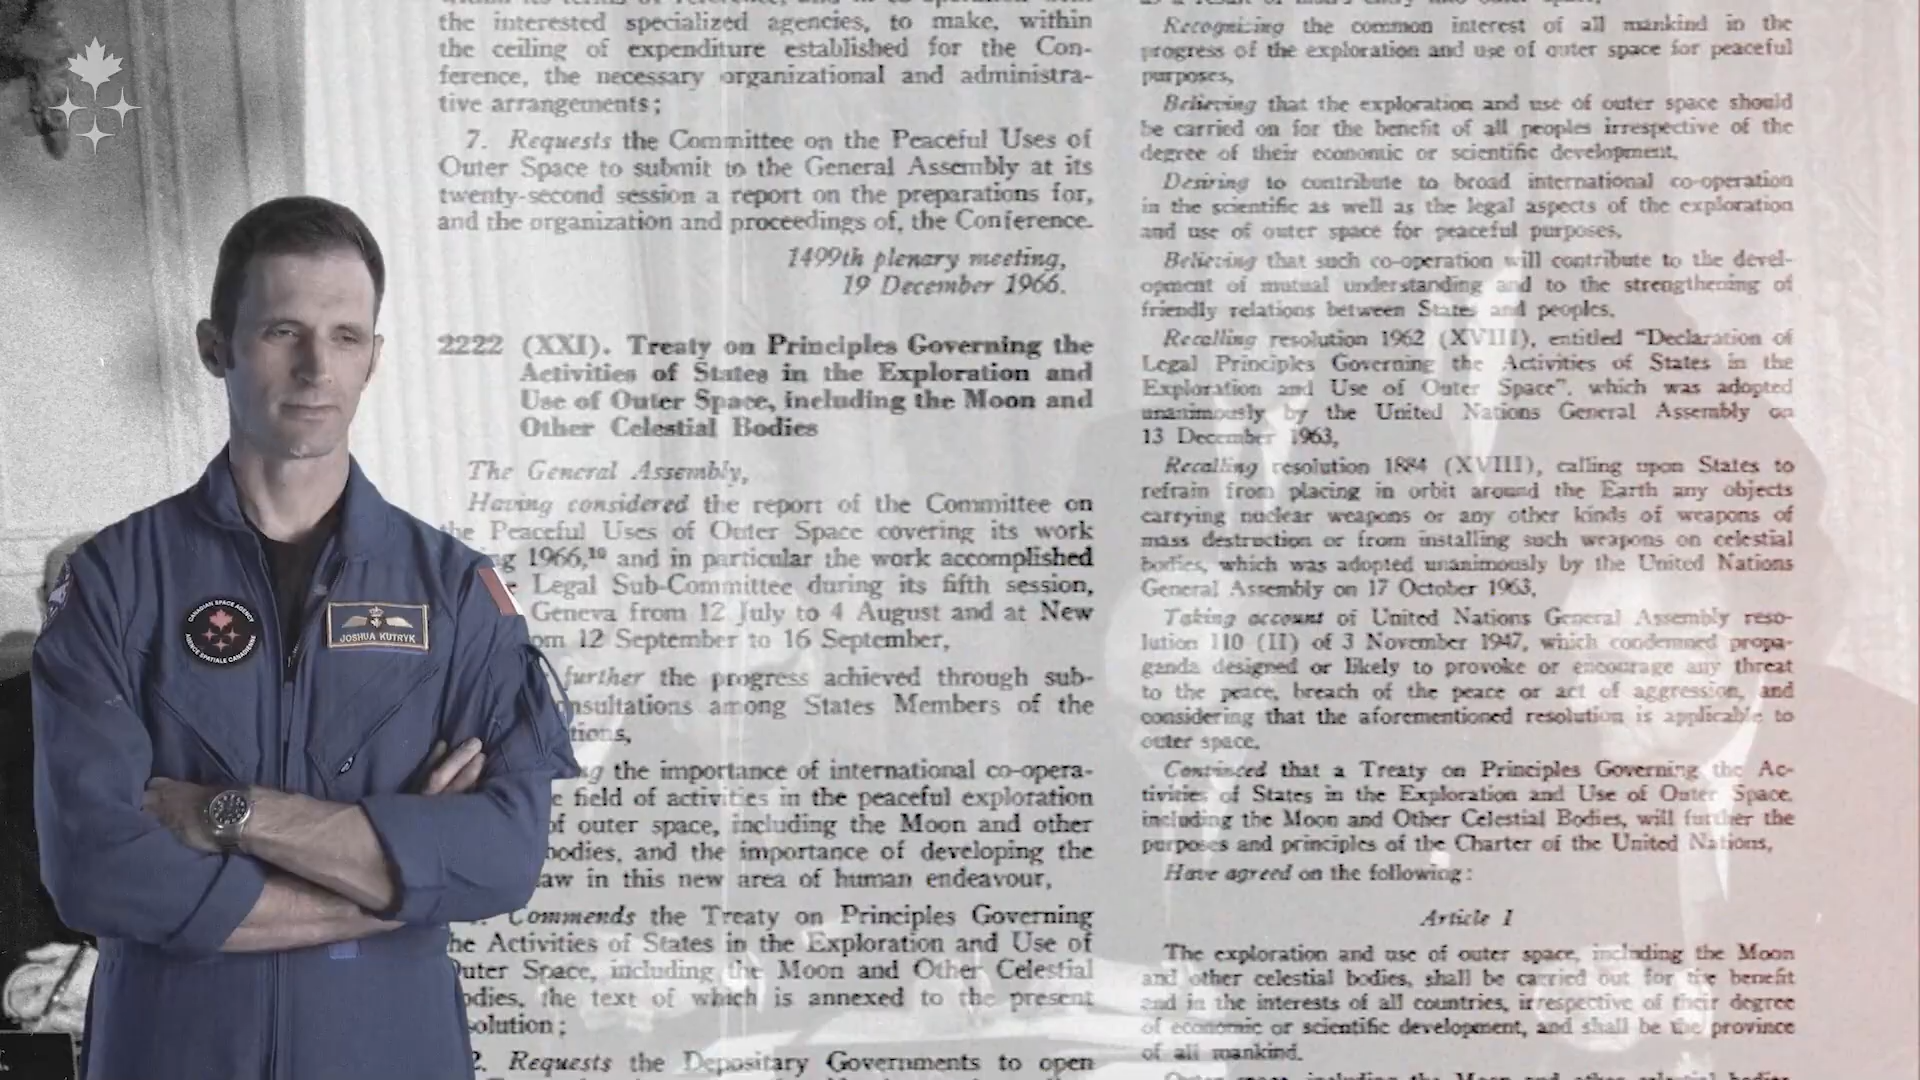 the interested specialized agencies, to make, within
the ceiling of expenditure established for the Con-
ference, the necessary organizational and administra-
tive arrangements;
7. Requests the Committee on the Peaceful Uses of
Outer Space to submit to the General Assembly at its
twenty-second session a report on the preparations for,
and the organization and proceedings of, the Conference.
1499th plenary meeting,
19 December 1966.
2222 (XXI). Treaty on Principles Governing the
Activities of States in the Exploration and
Use of Outer Space, including the Moon and
Other Celestial Bodies
The General Assembly,
Having considered the report of the Committee on
the Peaceful Uses of Outer Space covering its work
g 1966,¹⁰ and in particular the work accomplished
Legal Sub-Committee during its fifth session,
Geneva from 12 July to 4 August and at New
om 12 September to 16 September,
further the progress achieved through sub-
nsultations among States Members of the
tions,
g the importance of international co-opera-
e field of activities in the peaceful exploration
of outer space, including the Moon and other
bodies, and the importance of developing the
aw in this new area of human endeavour,
Commends the Treaty on Principles Governing
he Activities of States in the Exploration and Use of
Outer Space, including the Moon and Other Celestial
odies, the text of which is annexed to the present
solution;
2. Requests the Depositary Governments to open
Recognizing the common interest of all mankind in the
progress of the exploration and use of outer space for peaceful
purposes,
Believing that the exploration and use of outer space should
be carried on for the benefit of all peoples irrespective of the
degree of their economic or scientific development,
Desiring to contribute to broad international co-operation
in the scientific as well as the legal aspects of the exploration
and use of outer space for peaceful purposes,
Believing that such co-operation will contribute to the devel-
opment of mutual understanding and to the strengthening of
friendly relations between States and peoples,
Recalling resolution 1962 (XVIII), entitled "Declaration of
Legal Principles Governing the Activities of States in the
Exploration and Use of Outer Space", which was adopted
unanimously by the United Nations General Assembly on
13 December 1963,
Recalling resolution 1884 (XVIII), calling upon States to
refrain from placing in orbit around the Earth any objects
carrying nuclear weapons or any other kinds of weapons of
mass destruction or from installing such weapons on celestial
bodies, which was adopted unanimously by the United Nations
General Assembly on 17 October 1963,
Taking account of United Nations General Assembly reso-
lution 110 (II) of 3 November 1947, which condemned propa-
ganda designed or likely to provoke or encourage any threat
to the peace, breach of the peace or act of aggression, and
considering that the aforementioned resolution is applicable to
outer space,
Convinced that a Treaty on Principles Governing the Ac-
tivities of States in the Exploration and Use of Outer Space,
including the Moon and Other Celestial Bodies, will further the
purposes and principles of the Charter of the United Nations,
Have agreed on the following:
Article I
The exploration and use of outer space, including the Moon
and other celestial bodies, shall be carried out for the benefit
and in the interests of all countries, irrespective of their degree
of economic or scientific development, and shall be the province
of all mankind.
CANADIAN SPACE AGENCY
AGENCE SPATIALE CANADIENNE
JOSHUA KUTRYK